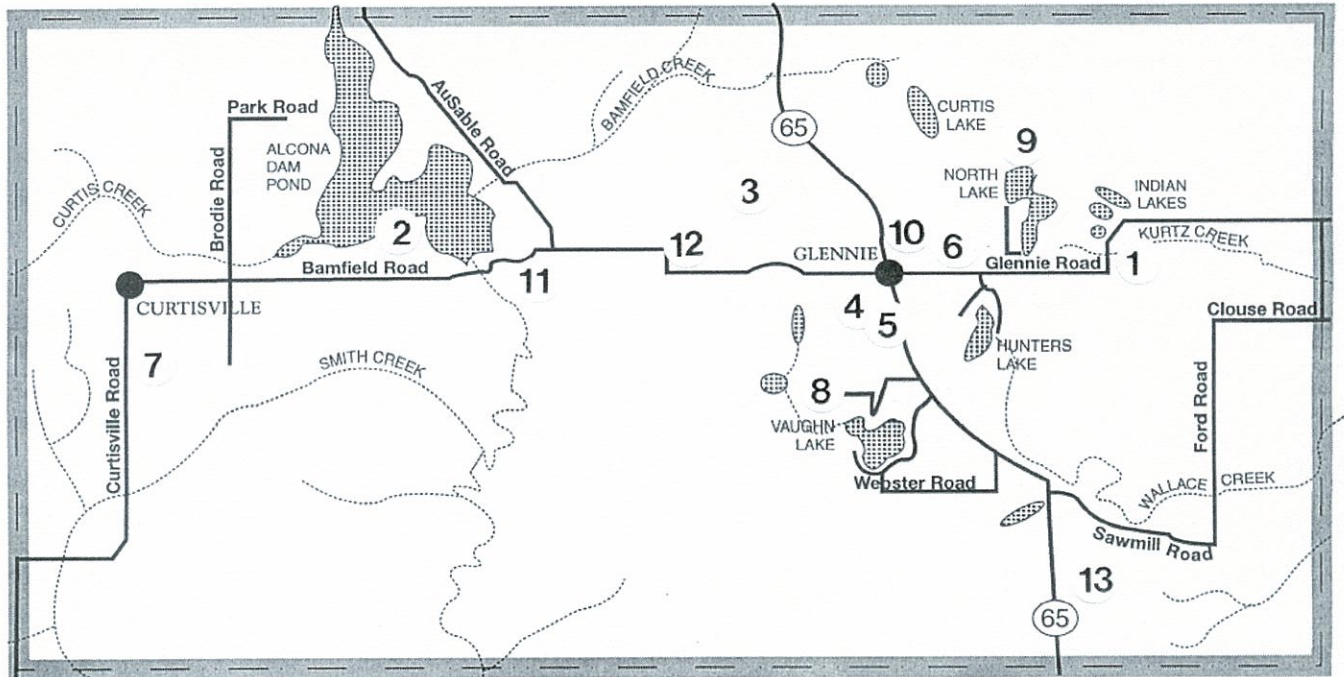 Park Road
AuSable Road
BAMFIELD CREEK
65
CURTIS
LAKE
9
ALCONA
DAM
POND
3
NORTH
LAKE
INDIAN
LAKES
CURTIS CREEK
Brodie Road
2
12
10
6
KURTZ CREEK
GLENNIE
Glennie Road
1
Bamfield Road
11
CURTISVILLE
4
5
Clouse Road
HUNTERS
LAKE
7
SMITH CREEK
8
Ford Road
VAUGHN
LAKE
Curtisville Road
Webster Road
WALLACE CREEK
Sawmill Road
13
65